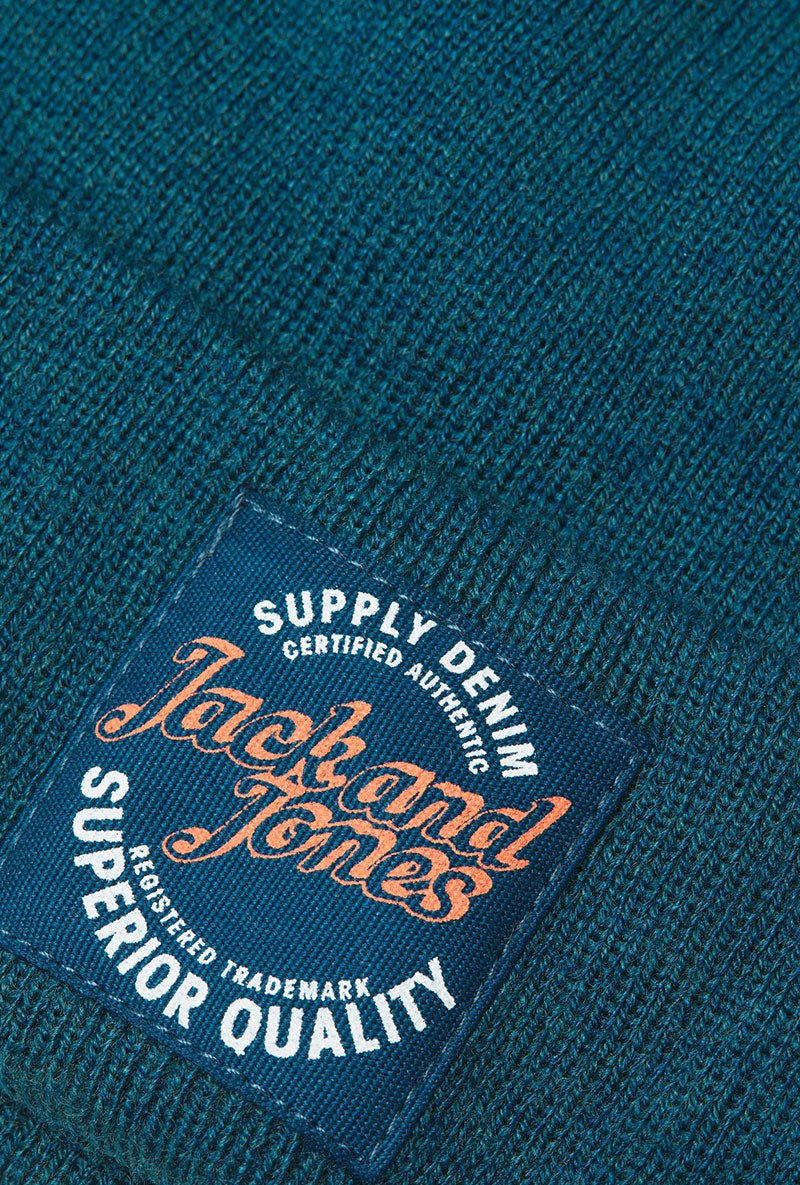 SUPPLY DENIM
CERTIFIED AUTHENTIC
Jack and
Jones
REGISTERED TRADEMARK
SUPERIOR QUALITY